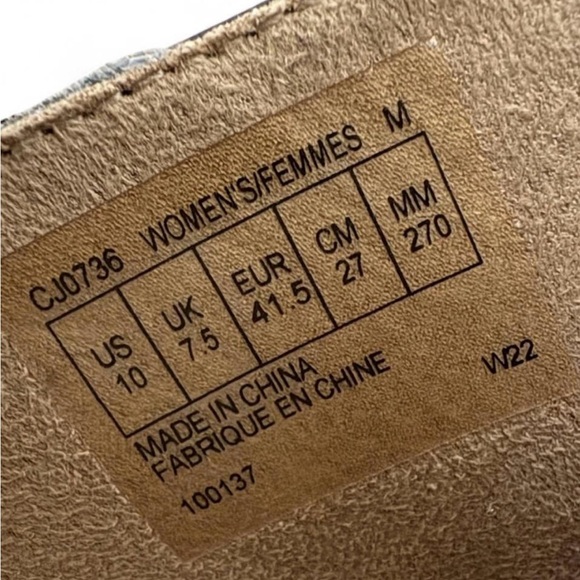 CJ0736 WOMEN'S/FEMMES M
US UK EUR CM MM
10 7.5 41.5 27 270
MADE IN CHINA
FABRIQUE EN CHINE W22
100137